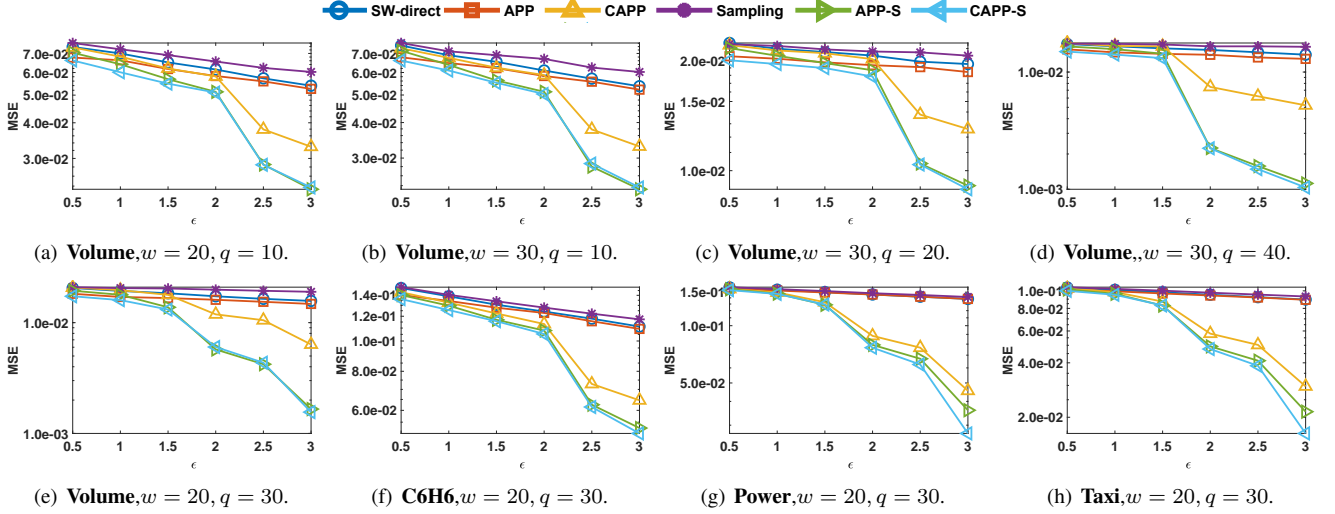 SW-direct APP CAPP Sampling APP-S CAPP-S
7.0e-02
6.0e-02
5.0e-02
4.0e-02
3.0e-02
MSE
0.5 1 1.5 2 2.5 3
ϵ
(a) Volume,w = 20, q = 10.
7.0e-02
6.0e-02
5.0e-02
4.0e-02
3.0e-02
MSE
0.5 1 1.5 2 2.5 3
ϵ
(b) Volume,w = 30, q = 10.
2.0e-02
1.5e-02
1.0e-02
MSE
0.5 1 1.5 2 2.5 3
ϵ
(c) Volume,w = 30, q = 20.
1.0e-02
1.0e-03
MSE
0.5 1 1.5 2 2.5 3
ϵ
(d) Volume,,w = 30, q = 40.
1.0e-02
1.0e-03
MSE
0.5 1 1.5 2 2.5 3
ϵ
(e) Volume,w = 20, q = 30.
1.4e-01
1.2e-01
1.0e-01
8.0e-02
6.0e-02
MSE
0.5 1 1.5 2 2.5 3
ϵ
(f) C6H6,w = 20, q = 30.
1.5e-01
1.0e-01
5.0e-02
MSE
0.5 1 1.5 2 2.5 3
ϵ
(g) Power,w = 20, q = 30.
1.0e-01
8.0e-02
6.0e-02
4.0e-02
2.0e-02
MSE
0.5 1 1.5 2 2.5 3
ϵ
(h) Taxi,w = 20, q = 30.